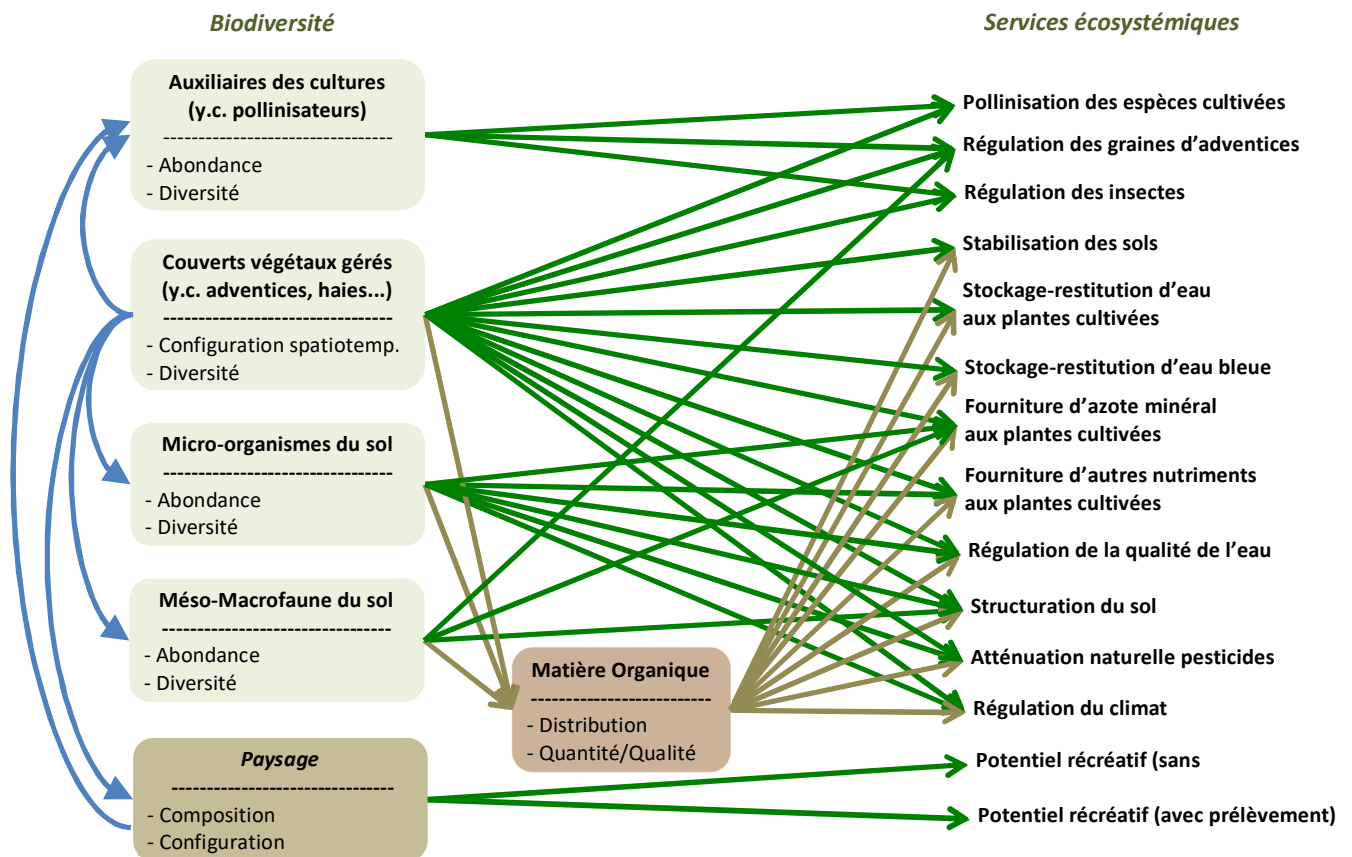 Biodiversité
Services écosystémiques
Auxiliaires des cultures
(y.c. pollinisateurs)
--------------------------------
- Abondance
- Diversité
Couverts végétaux gérés
(y.c. adventices, haies...)
--------------------------------
- Configuration spatiotemp.
- Diversité
Micro-organismes du sol
--------------------------------
- Abondance
- Diversité
Méso-Macrofaune du sol
--------------------------------
- Abondance
- Diversité
Paysage
--------------------------------
- Composition
- Configuration
Matière Organique
--------------------------
- Distribution
- Quantité/Qualité
Pollinisation des espèces cultivées
Régulation des graines d’adventices
Régulation des insectes
Stabilisation des sols
Stockage-restitution d’eau
aux plantes cultivées
Stockage-restitution d’eau bleue
Fourniture d’azote minéral
aux plantes cultivées
Fourniture d’autres nutriments
aux plantes cultivées
Régulation de la qualité de l’eau
Structuration du sol
Atténuation naturelle pesticides
Régulation du climat
Potentiel récréatif (sans
Potentiel récréatif (avec prélèvement)